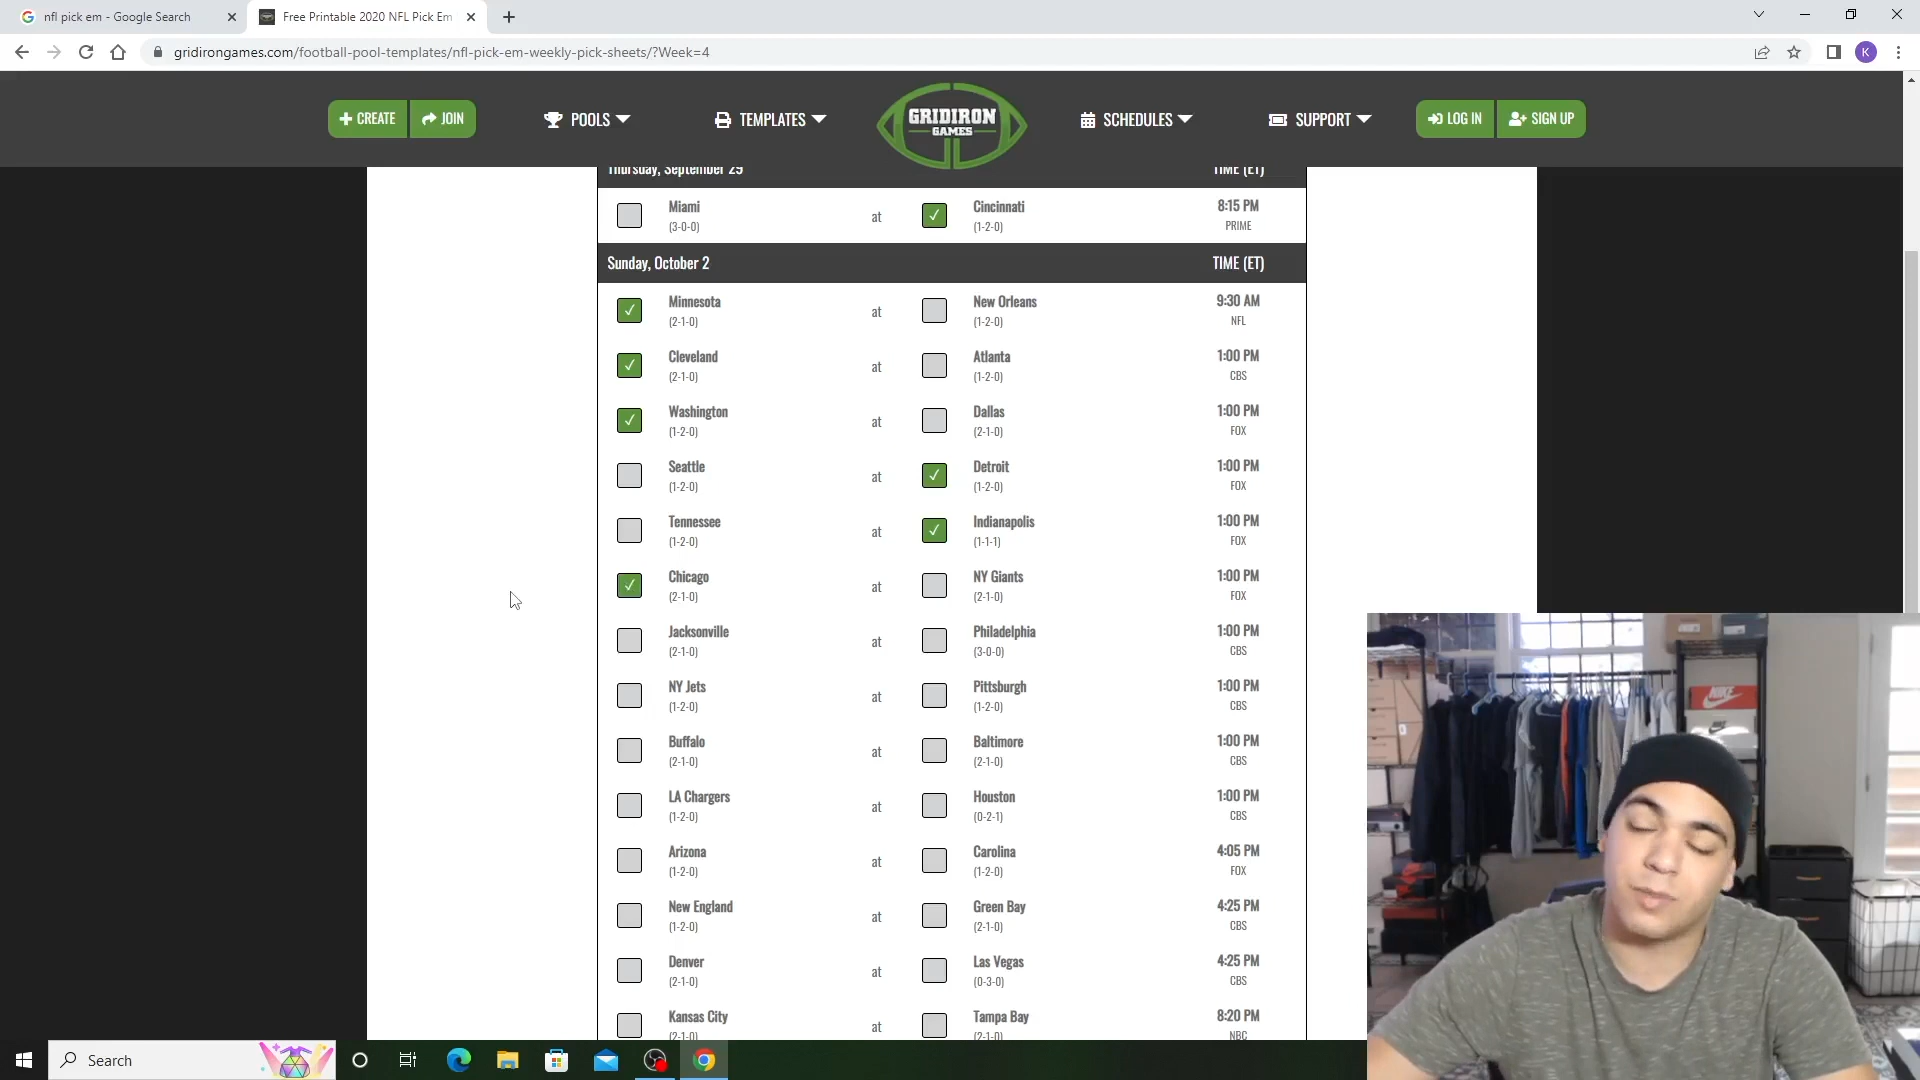 nfl pick em - Google Search
Free Printable 2020 NFL Pick Em
gridirongames.com/football-pool-templates/nfl-pick-em-weekly-pick-sheets/?Week=4
K
CREATE
JOIN
POOLS
TEMPLATES
GRIDIRON
GAMES
SCHEDULES
SUPPORT
LOG IN
SIGN UP
Thursday, September 29 TIME (ET)
Miami at Cincinnati 8:15 PM
(3-0-0) (1-2-0) PRIME
Sunday, October 2 TIME (ET)
Minnesota at New Orleans 9:30 AM
(2-1-0) (1-2-0) NFL
Cleveland at Atlanta 1:00 PM
(2-1-0) (1-2-0) CBS
Washington at Dallas 1:00 PM
(1-2-0) (2-1-0) FOX
Seattle at Detroit 1:00 PM
(1-2-0) (1-2-0) FOX
Tennessee at Indianapolis 1:00 PM
(1-2-0) (1-1-1) FOX
Chicago at NY Giants 1:00 PM
(2-1-0) (2-1-0) FOX
Jacksonville at Philadelphia 1:00 PM
(2-1-0) (3-0-0) CBS
NY Jets at Pittsburgh 1:00 PM
(1-2-0) (1-2-0) CBS
Buffalo at Baltimore 1:00 PM
(2-1-0) (2-1-0) CBS
LA Chargers at Houston 1:00 PM
(1-2-0) (0-2-1) CBS
Arizona at Carolina 4:05 PM
(1-2-0) (1-2-0) FOX
New England at Green Bay 4:25 PM
(1-2-0) (2-1-0) CBS
Denver at Las Vegas 4:25 PM
(2-1-0) (0-3-0) CBS
Kansas City at Tampa Bay 8:20 PM
(2-1-0) (2-1-0) NBC
NIKE
Search